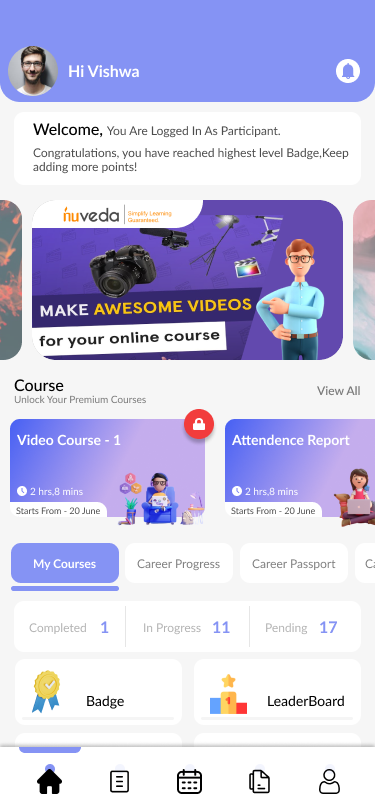 Hi Vishwa
Welcome, You Are Logged In As Participant.
Congratulations, you have reached highest level Badge,Keep
adding more points!
nuveda Simplify Learning
Guaranteed
MAKE AWESOME VIDEOS
for your online course
Course
Unlock Your Premium Courses
View All
Video Course - 1
2 hrs,8 mins
Starts From - 20 June
Attendence Report
2 hrs,8 mins
Starts From - 20 June
My Courses
Career Progress
Career Passport
Ca
Completed 1
In Progress 11
Pending 17
1
Badge
LeaderBoard